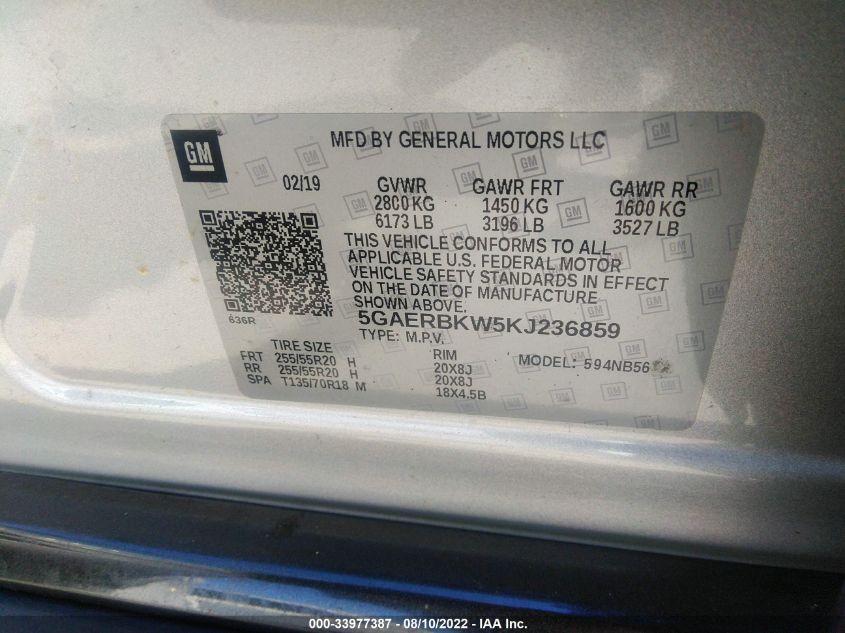 GM
MFD BY GENERAL MOTORS LLC
02/19 GVWR GAWR FRT GAWR RR
2800 KG 1450 KG 1600 KG
6173 LB 3196 LB 3527 LB
THIS VEHICLE CONFORMS TO ALL
APPLICABLE U.S. FEDERAL MOTOR
VEHICLE SAFETY STANDARDS IN EFFECT
ON THE DATE OF MANUFACTURE
SHOWN ABOVE.
636R
5GAERBKW5KJ236859
TYPE: M.P.V.
TIRE SIZE RIM MODEL: 594NB56
FRT 255/55R20 H 20X8J
RR 255/55R20 H 20X8J
SPA T135/70R18 M 18X4.5B
000-33977387 - 08/10/2022 - IAA Inc.